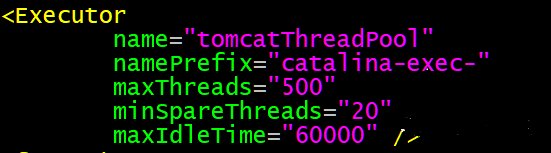 <Executor
name="tomcatThreadPool"
namePrefix="catalina-exec-"
maxThreads="500"
minSpareThreads="20"
maxIdleTime="60000" />